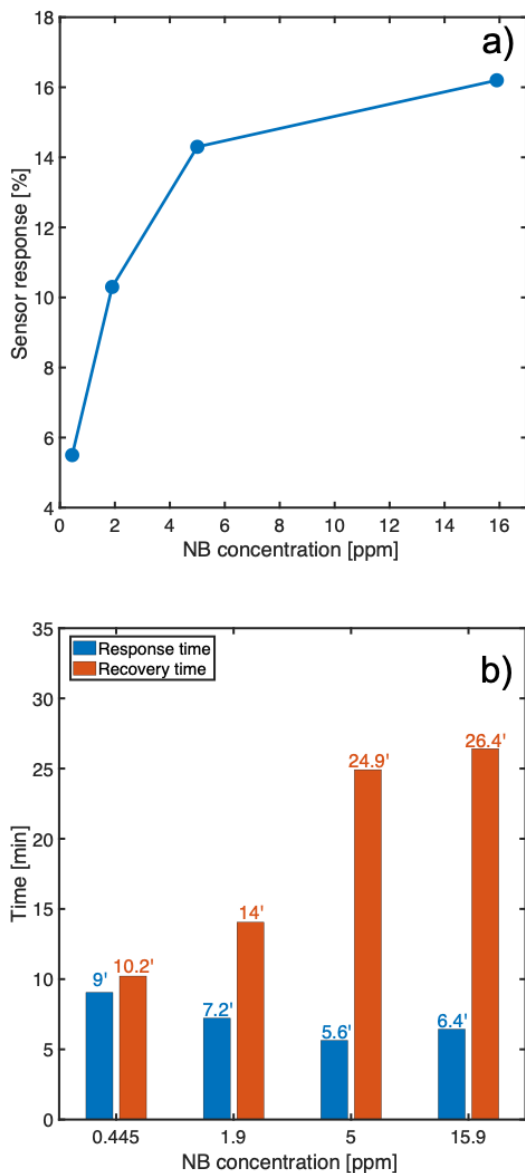 a)
18
16
14
12
10
8
6
4
Sensor response [%]
0 2 4 6 8 10 12 14 16
NB concentration [ppm]
b)
Response time
Recovery time
35
30
25
20
15
10
5
0
Time [min]
9' 10.2'
7.2' 14'
5.6' 24.9'
6.4' 26.4'
0.445 1.9 5 15.9
NB concentration [ppm]